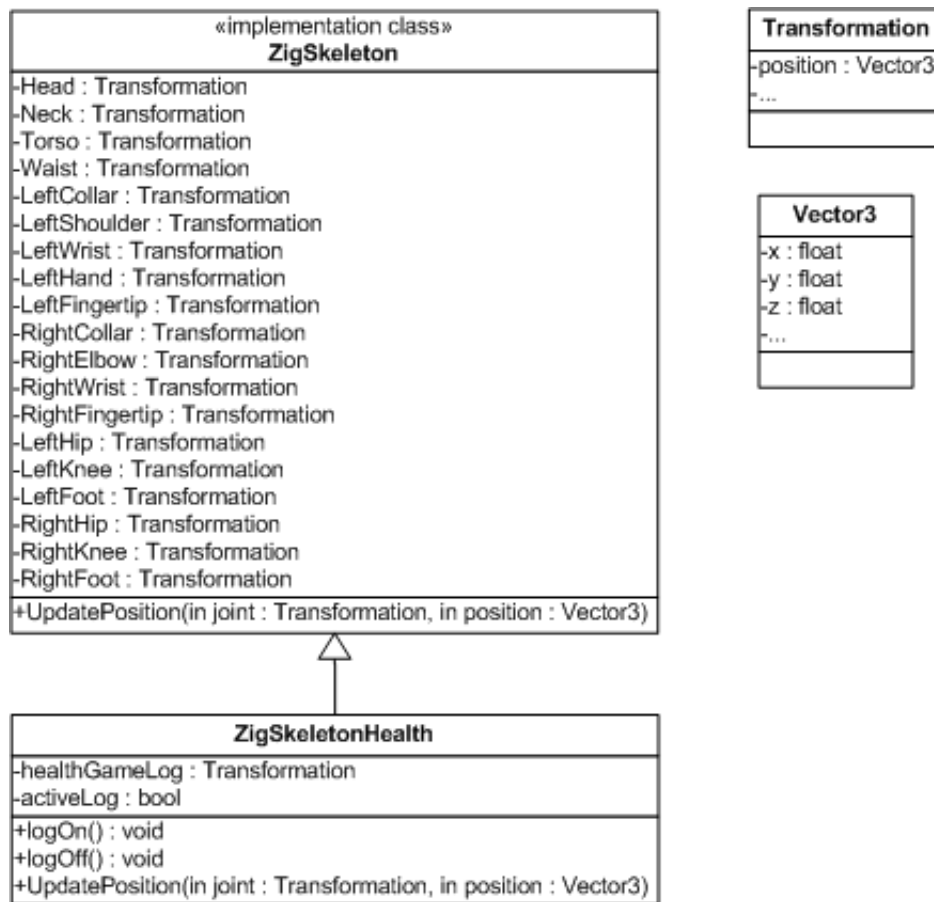 «implementation class»
ZigSkeleton
-Head : Transformation
-Neck : Transformation
-Torso : Transformation
-Waist : Transformation
-LeftCollar : Transformation
-LeftShoulder : Transformation
-LeftWrist : Transformation
-LeftHand : Transformation
-LeftFingertip : Transformation
-RightCollar : Transformation
-RightElbow : Transformation
-RightWrist : Transformation
-RightFingertip : Transformation
-LeftHip : Transformation
-LeftKnee : Transformation
-LeftFoot : Transformation
-RightHip : Transformation
-RightKnee : Transformation
-RightFoot : Transformation
+UpdatePosition(in joint : Transformation, in position : Vector3)
Transformation
-position : Vector3
-...
Vector3
-x : float
-y : float
-z : float
-...
ZigSkeletonHealth
-healthGameLog : Transformation
-activeLog : bool
+logOn() : void
+logOff() : void
+UpdatePosition(in joint : Transformation, in position : Vector3)